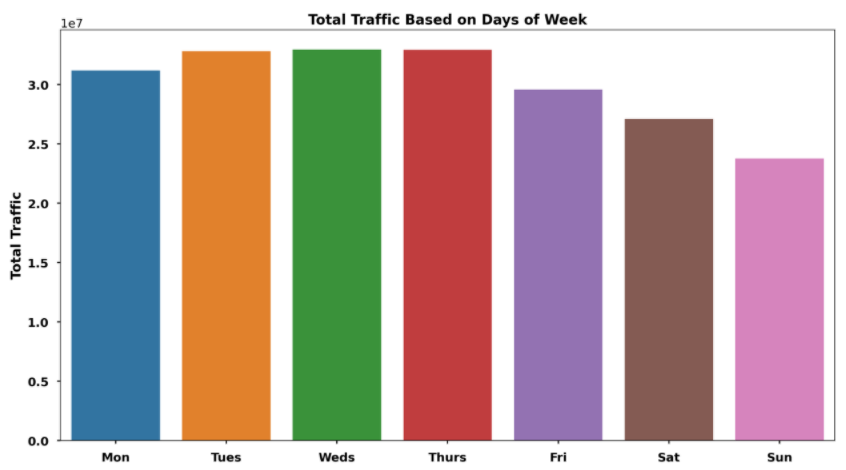 Total Traffic Based on Days of Week
1e7
3.0
2.5
2.0
1.5
1.0
0.5
0.0
Total Traffic
Mon Tues Weds Thurs Fri Sat Sun